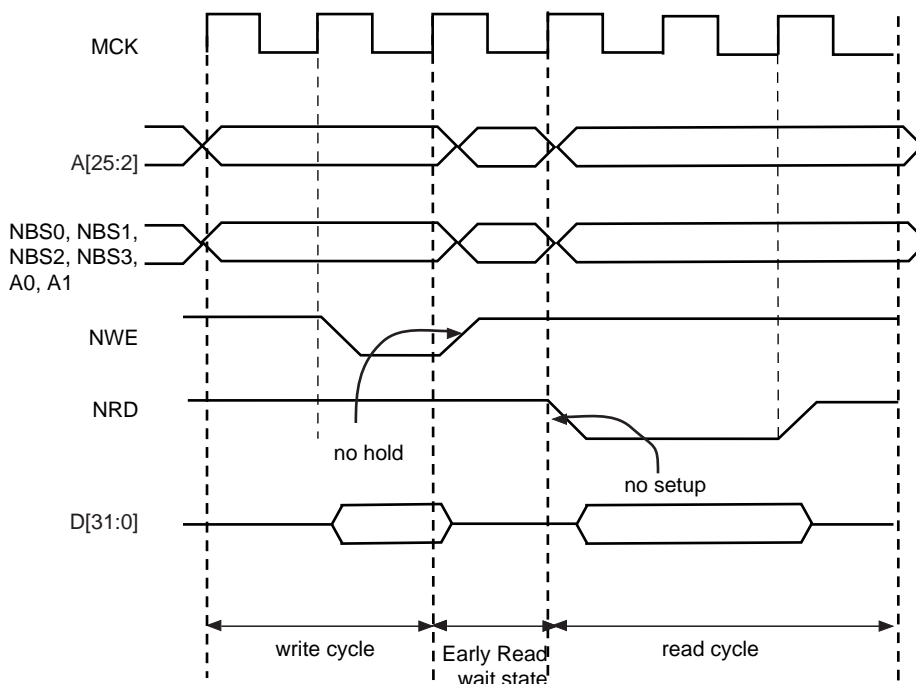 MCK
A[25:2]
NBS0, NBS1,
NBS2, NBS3,
A0, A1
NWE
NRD
no hold
no setup
D[31:0]
write cycle
Early Read
wait state
read cycle